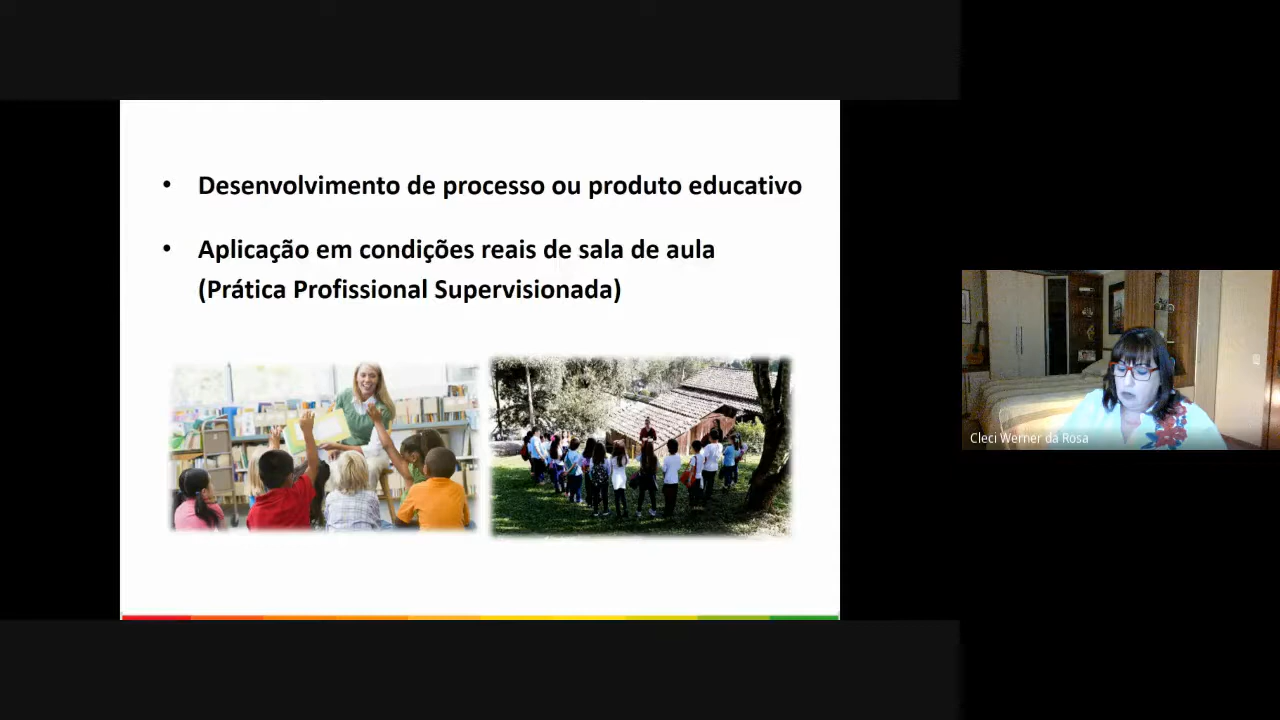 • Desenvolvimento de processo ou produto educativo
• Aplicação em condições reais de sala de aula
(Prática Profissional Supervisionada)
Cleci Werner da Rosa